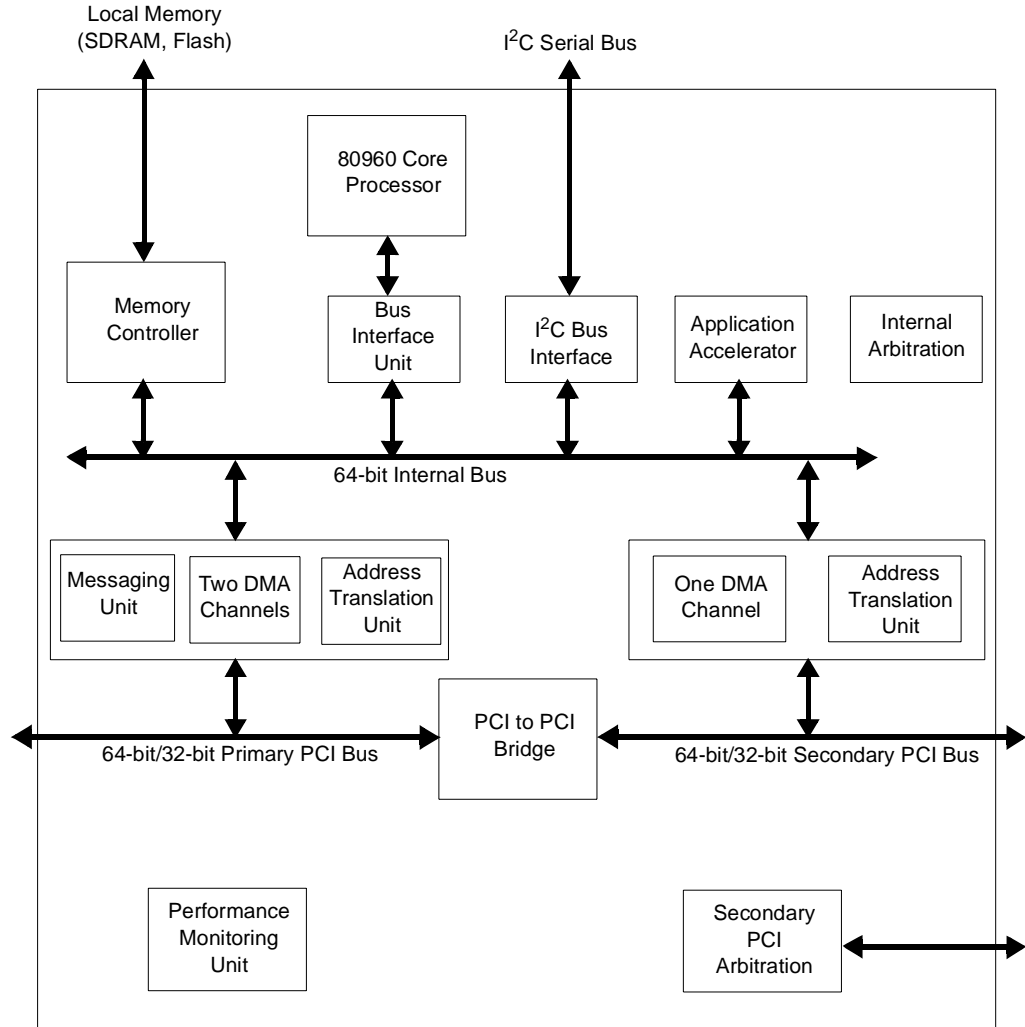 Local Memory
(SDRAM, Flash)
I²C Serial Bus
80960 Core
Processor
Memory
Controller
Bus
Interface
Unit
I²C Bus
Interface
Application
Accelerator
Internal
Arbitration
64-bit Internal Bus
Messaging
Unit
Two DMA
Channels
Address
Translation
Unit
One DMA
Channel
Address
Translation
Unit
PCI to PCI
Bridge
64-bit/32-bit Primary PCI Bus
64-bit/32-bit Secondary PCI Bus
Performance
Monitoring
Unit
Secondary
PCI
Arbitration